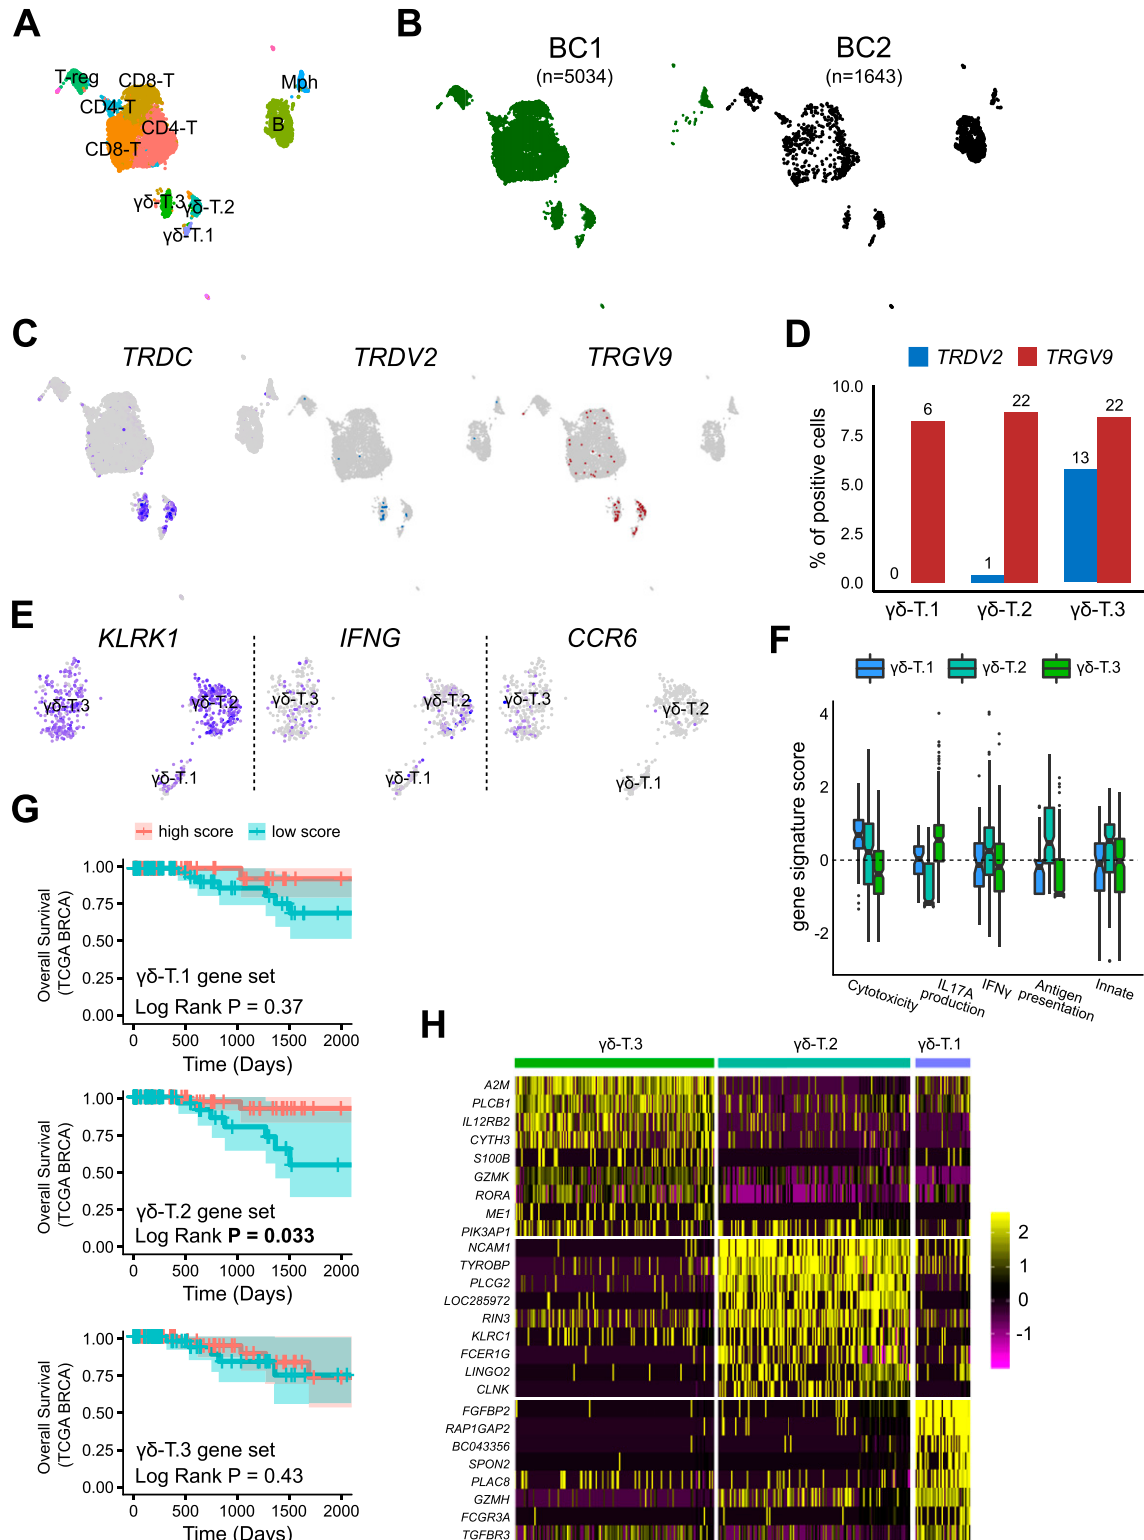 A
T-reg
CD8-T
CD4-T
CD4-T
CD8-T
Mph
B
γδ-T.3
γδ-T.2
γδ-T.1
B
BC1
(n=5034)
BC2
(n=1643)
C
TRDC
TRDV2
TRGV9
D
TRDV2
TRGV9
% of positive cells
10.0
7.5
5.0
2.5
0.0
0
6
1
22
13
22
γδ-T.1
γδ-T.2
γδ-T.3
E
KLRK1
IFNG
CCR6
γδ-T.3
γδ-T.2
γδ-T.1
γδ-T.3
γδ-T.2
γδ-T.1
γδ-T.3
γδ-T.2
γδ-T.1
F
γδ-T.1
γδ-T.2
γδ-T.3
gene signature score
4
2
0
-2
Cytotoxicity
IL17A
production
IFNγ
Antigen
presentation
Innate
G
high score
low score
Overall Survival
(TCGA BRCA)
1.00
0.75
0.50
0.25
0.00
γδ-T.1 gene set
Log Rank P = 0.37
0 500 1000 1500 2000
Time (Days)
Overall Survival
(TCGA BRCA)
1.00
0.75
0.50
0.25
0.00
γδ-T.2 gene set
Log Rank P = 0.033
0 500 1000 1500 2000
Time (Days)
Overall Survival
(TCGA BRCA)
1.00
0.75
0.50
0.25
0.00
γδ-T.3 gene set
Log Rank P = 0.43
0 500 1000 1500 2000
Time (Days)
H
γδ-T.3
γδ-T.2
γδ-T.1
A2M
PLCB1
IL12RB2
CYTH3
S100B
GZMK
RORA
ME1
PIK3AP1
NCAM1
TYROBP
PLCG2
LOC285972
RIN3
KLRC1
FCER1G
LINGO2
CLNK
FGFBP2
RAP1GAP2
BC043356
SPON2
PLAC8
GZMH
FCGR3A
TGFBR3
2
1
0
-1